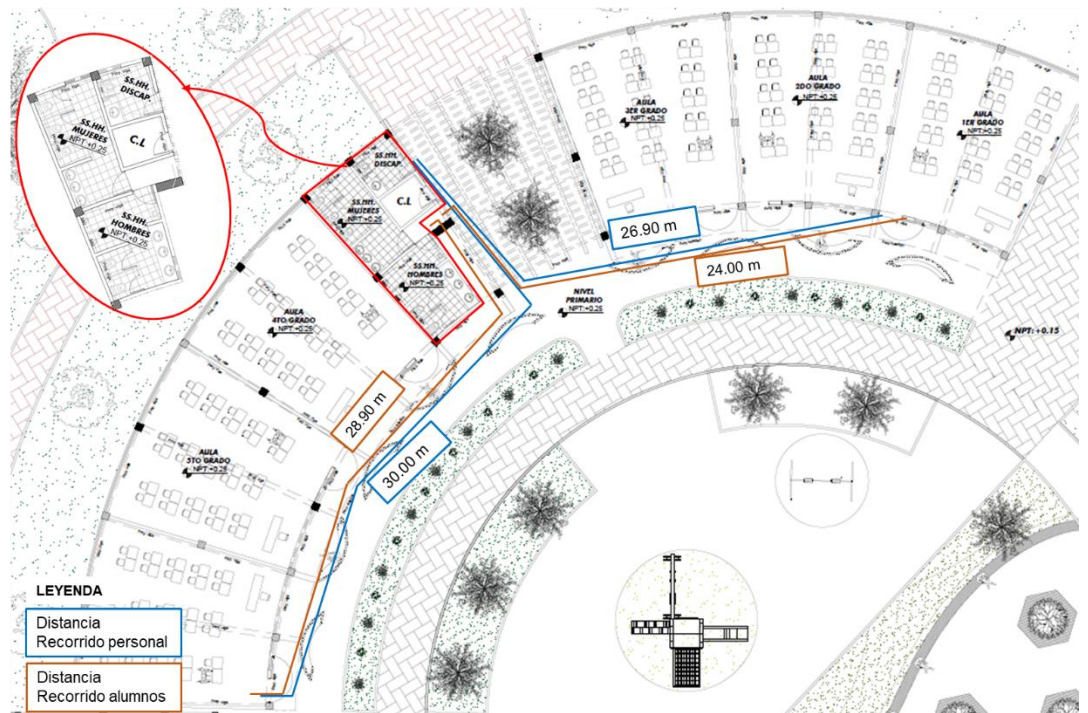 SS.HH.
DISCAP.
SS.HH.
MUJERES
NPT:+0.25
C.L
SS.HH.
HOMBRES
NPT:+0.25
SS.HH.
DISCAP.
SS.HH.
MUJERES
NPT:+0.25
C.L
SS.HH.
HOMBRES
NPT:+0.25
AULA
3ER GRADO
NPT:+0.25
AULA
2DO GRADO
NPT:+0.25
AULA
1ER GRADO
NPT:+0.25
26.90 m
24.00 m
NIVEL
PRIMARIO
NPT:+0.25
NPT:+0.15
AULA
4TO GRADO
NPT:+0.25
28.90 m
30.00 m
AULA
5TO GRADO
NPT:+0.25
LEYENDA
Distancia
Recorrido personal
Distancia
Recorrido alumnos